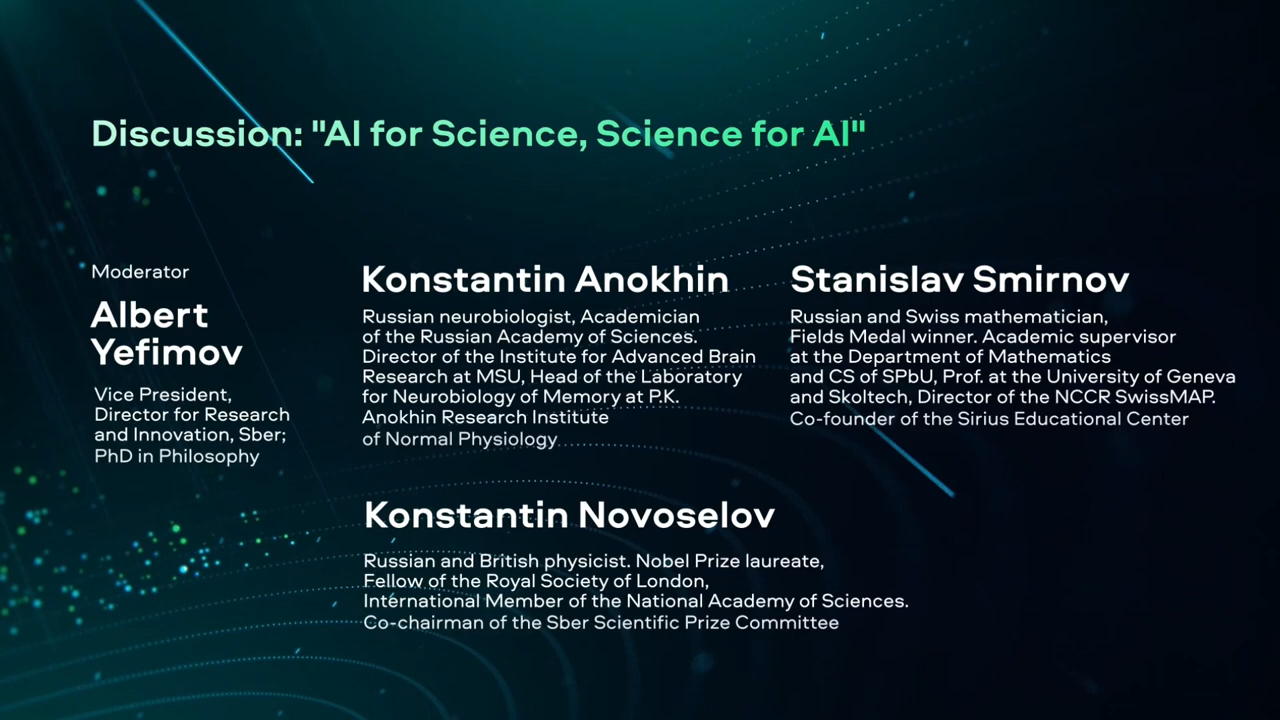 Discussion: "AI for Science, Science for AI"
Moderator
Albert
Yefimov
Vice President,
Director for Research
and Innovation, Sber;
PhD in Philosophy
Konstantin Anokhin
Russian neurobiologist, Academician
of the Russian Academy of Sciences.
Director of the Institute for Advanced Brain
Research at MSU, Head of the Laboratory
for Neurobiology of Memory at P.K.
Anokhin Research Institute
of Normal Physiology
Stanislav Smirnov
Russian and Swiss mathematician,
Fields Medal winner. Academic supervisor
at the Department of Mathematics
and CS of SPbU, Prof. at the University of Geneva
and Skoltech, Director of the NCCR SwissMAP.
Co-founder of the Sirius Educational Center
Konstantin Novoselov
Russian and British physicist. Nobel Prize laureate,
Fellow of the Royal Society of London,
International Member of the National Academy of Sciences.
Co-chairman of the Sber Scientific Prize Committee